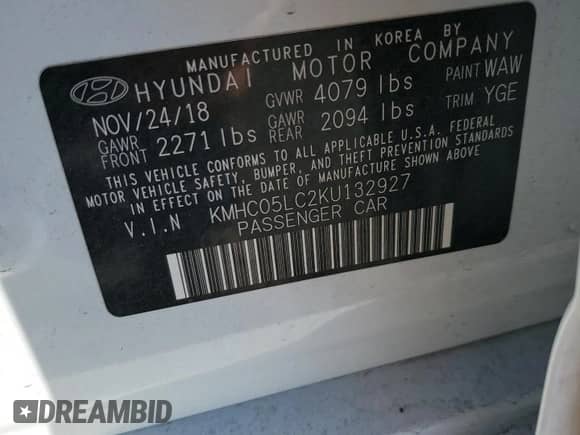 MANUFACTURED IN KOREA BY
HYUNDAI MOTOR COMPANY
NOV/24/18 GVWR 4079 lbs PAINT WAW
GAWR FRONT 2271 lbs GAWR REAR 2094 lbs TRIM YGE
THIS VEHICLE CONFORMS TO ALL APPLICABLE U.S.A. FEDERAL
MOTOR VEHICLE SAFETY, BUMPER, AND THEFT PREVENTION STANDARDS
IN EFFECT ON THE DATE OF MANUFACTURE SHOWN ABOVE.
V.I.N KMHC05LC2KU132927
PASSENGER CAR
DREAMBID